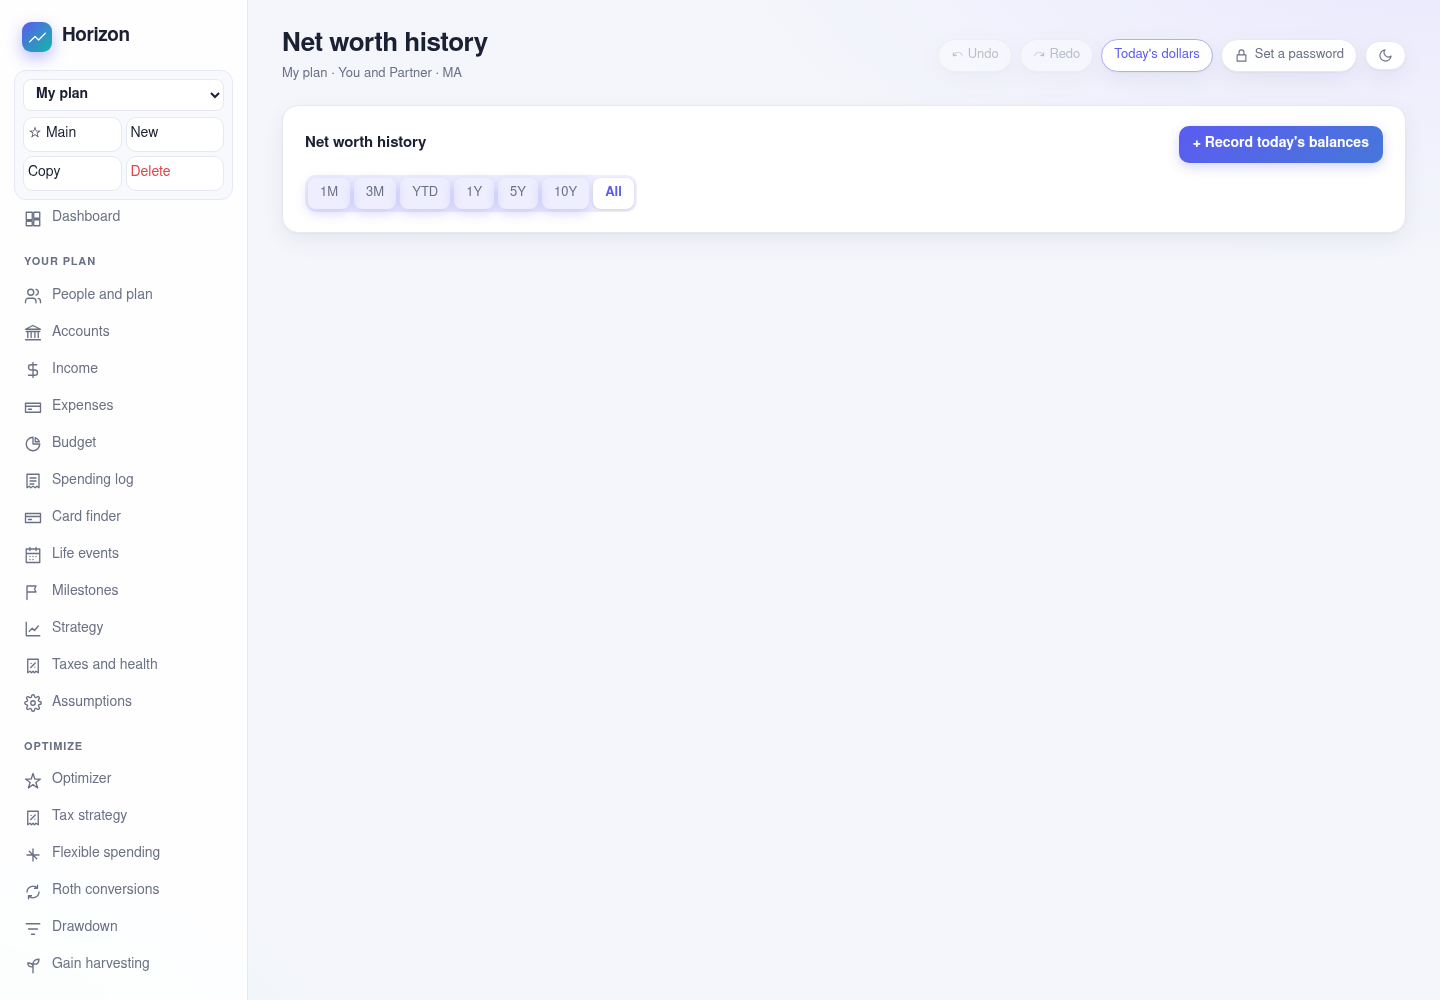 Horizon
My plan
☆ Main
New
Copy
Delete
Dashboard
YOUR PLAN
People and plan
Accounts
Income
Expenses
Budget
Spending log
Card finder
Life events
Milestones
Strategy
Taxes and health
Assumptions
OPTIMIZE
Optimizer
Tax strategy
Flexible spending
Roth conversions
Drawdown
Gain harvesting
Net worth history
My plan · You and Partner · MA
Undo
Redo
Today's dollars
Set a password
Net worth history
+ Record today's balances
1M 3M YTD 1Y 5Y 10Y All